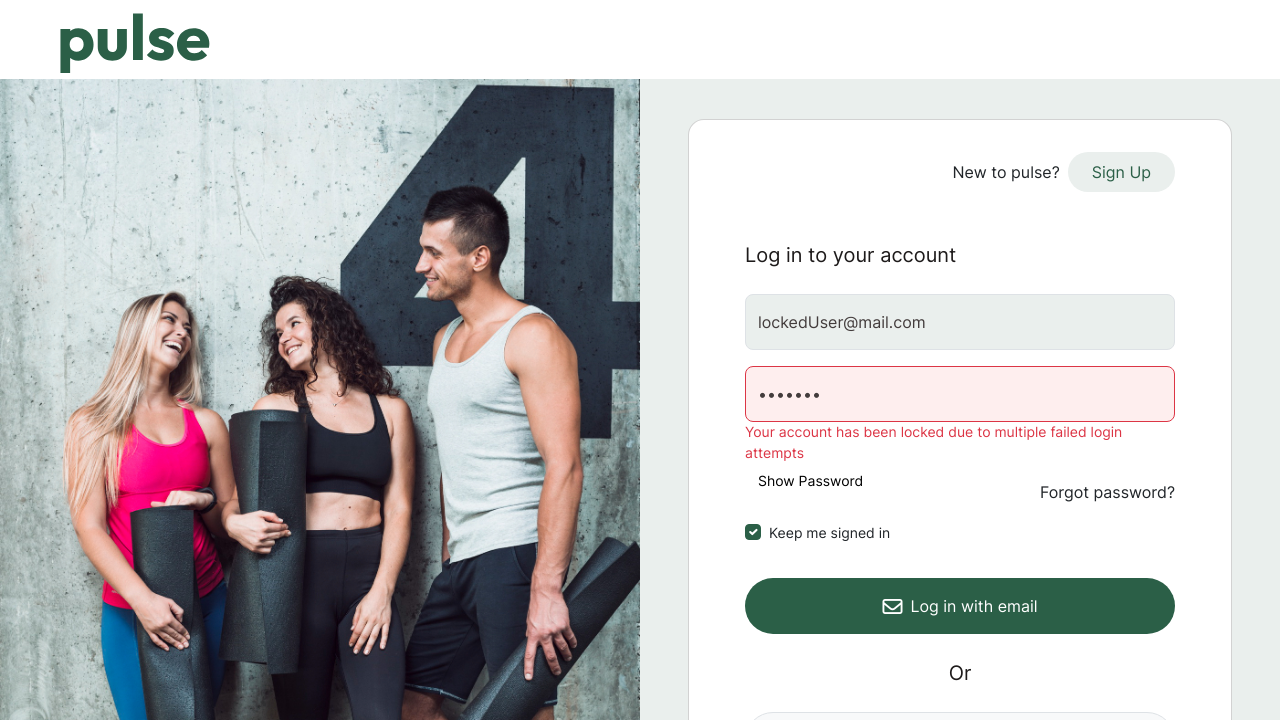 pulse
4
New to pulse? Sign Up
Log in to your account
lockedUser@mail.com
•••••••
Your account has been locked due to multiple failed login
attempts
Show Password
Forgot password?
Keep me signed in
Log in with email
Or